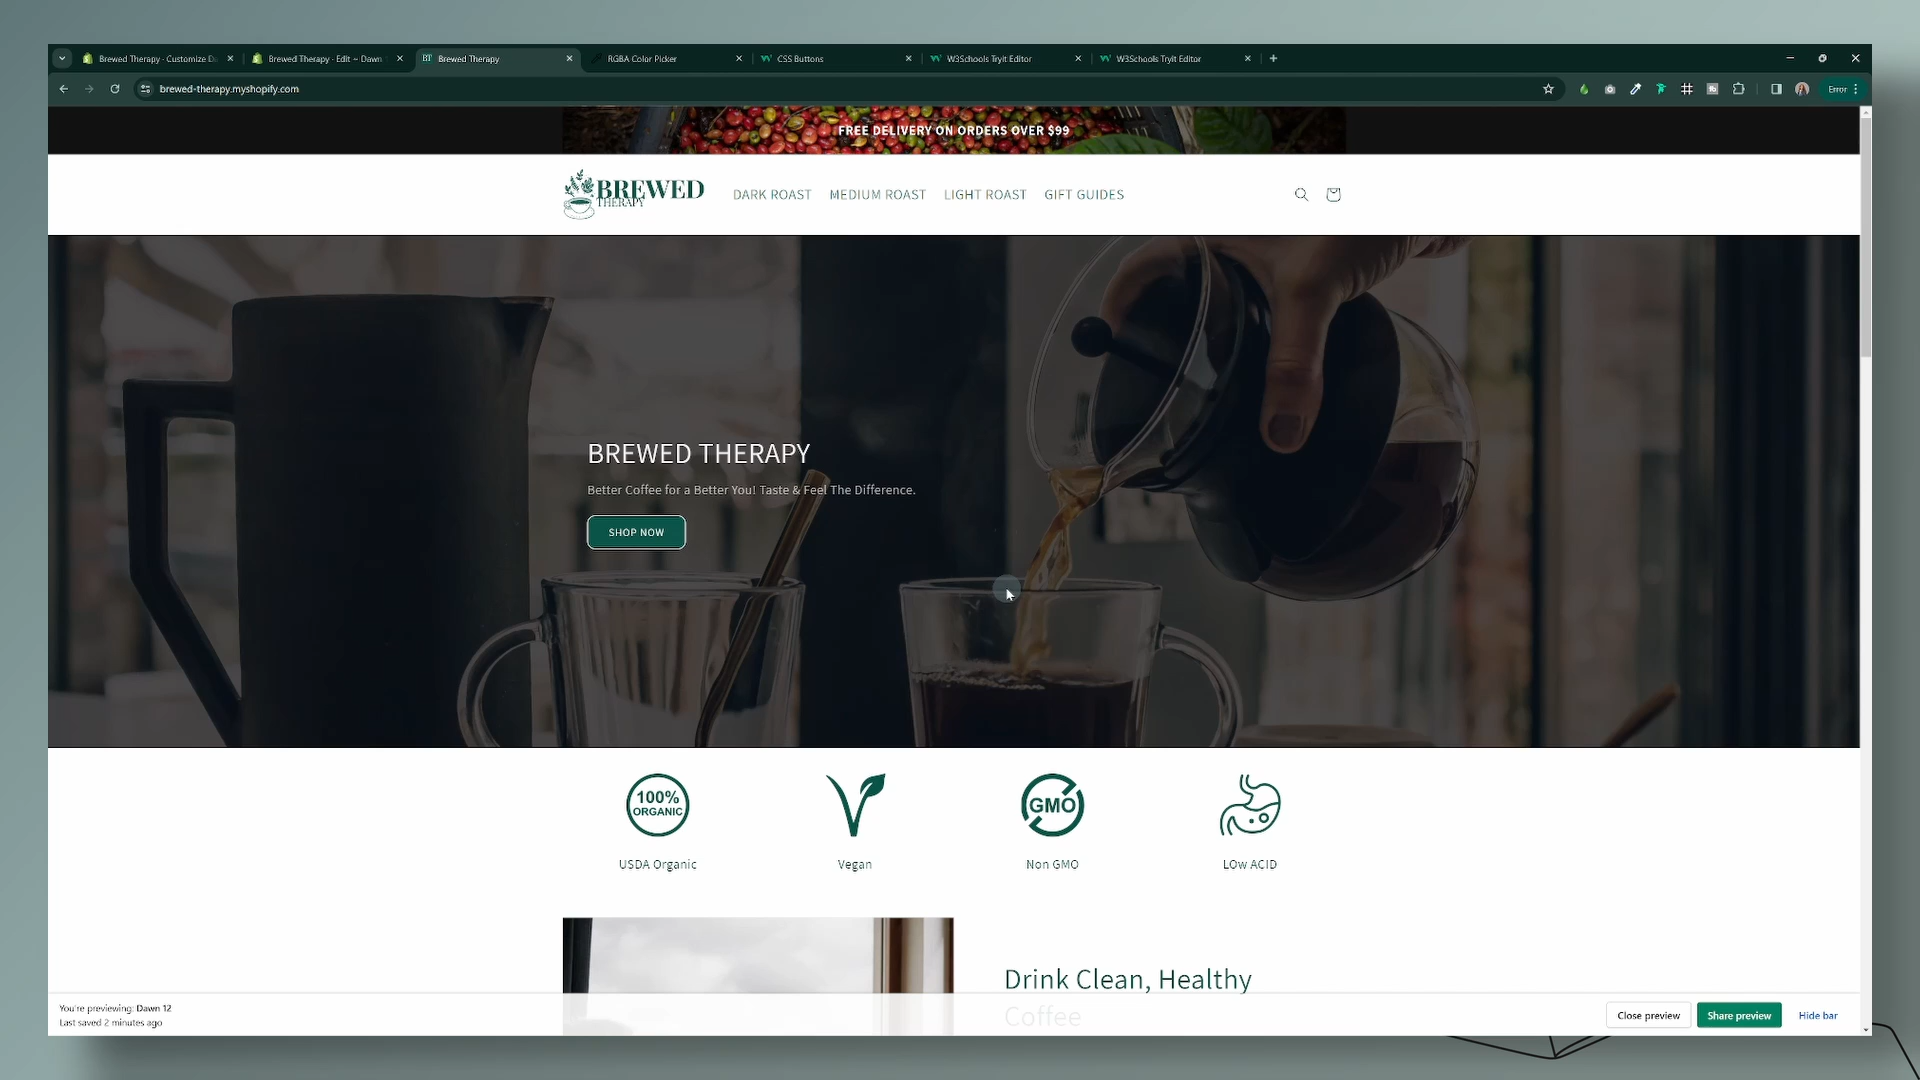 Brewed Therapy · Customize D
Brewed Therapy · Edit ~ Dawn
BT Brewed Therapy
RGBA Color Picker
CSS Buttons
W3Schools Tryit Editor
W3Schools Tryit Editor
brewed-therapy.myshopify.com
Error
FREE DELIVERY ON ORDERS OVER $99
BREWED
THERAPY
DARK ROAST
MEDIUM ROAST
LIGHT ROAST
GIFT GUIDES
BREWED THERAPY
Better Coffee for a Better You! Taste & Feel The Difference.
SHOP NOW
100%
ORGANIC
GMO
USDA Organic
Vegan
Non GMO
LOw ACID
Drink Clean, Healthy
Coffee
You're previewing: Dawn 12
Last saved 2 minutes ago
Close preview
Share preview
Hide bar